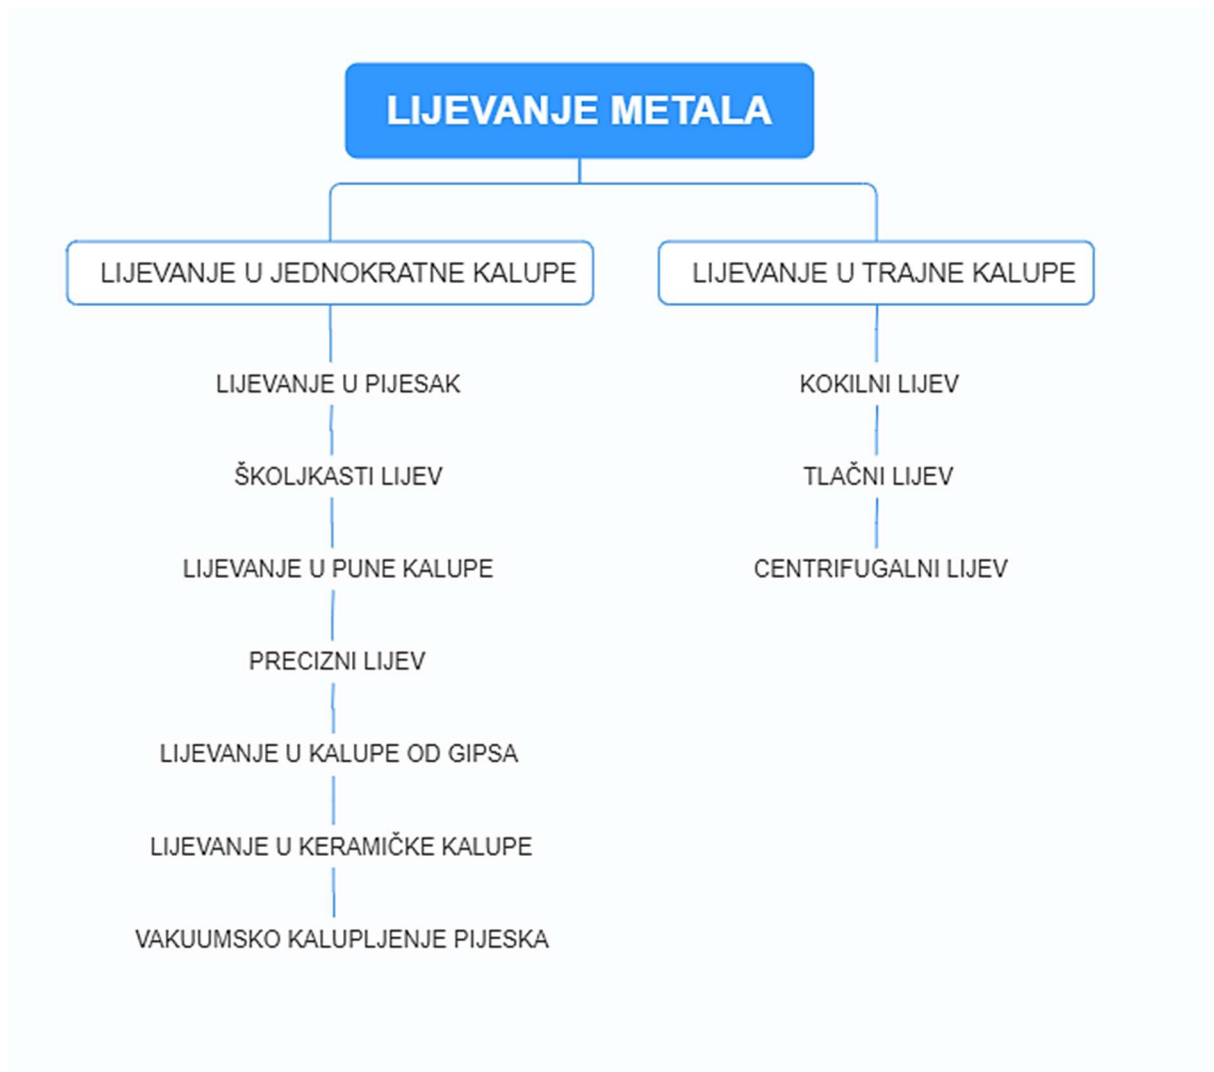 LIJEVANJE METALA
LIJEVANJE U JEDNOKRATNE KALUPE
LIJEVANJE U PIJESAK
ŠKOLJKASTI LIJEV
LIJEVANJE U PUNE KALUPE
PRECIZNI LIJEV
LIJEVANJE U KALUPE OD GIPSA
LIJEVANJE U KERAMIČKE KALUPE
VAKUUMSKO KALUPLJENJE PIJESKA
LIJEVANJE U TRAJNE KALUPE
KOKILNI LIJEV
TLAČNI LIJEV
CENTRIFUGALNI LIJEV